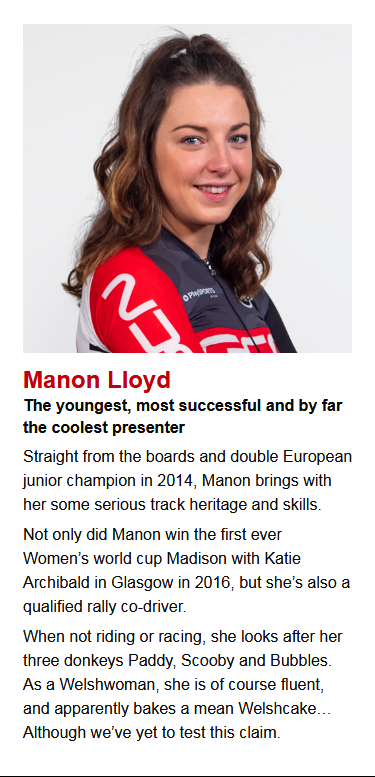 PLAYSPORTS
Manon Lloyd
The youngest, most successful and by far
the coolest presenter
Straight from the boards and double European
junior champion in 2014, Manon brings with
her some serious track heritage and skills.
Not only did Manon win the first ever
Women’s world cup Madison with Katie
Archibald in Glasgow in 2016, but she’s also a
qualified rally co-driver.
When not riding or racing, she looks after her
three donkeys Paddy, Scooby and Bubbles.
As a Welshwoman, she is of course fluent,
and apparently bakes a mean Welshcake…
Although we’ve yet to test this claim.